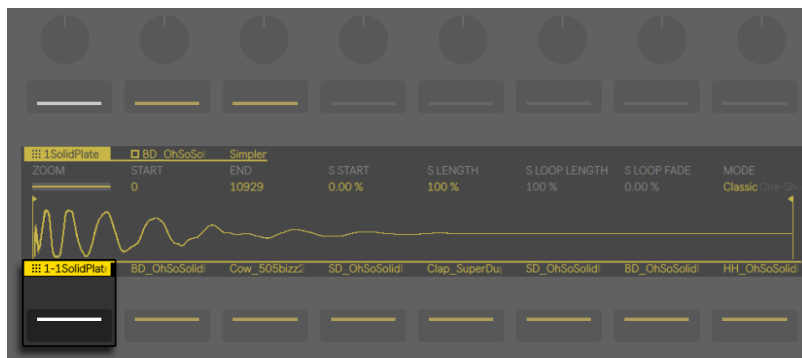 1SolidPlate BD_OhSoSol Simpler
ZOOM START END S START S LENGTH S LOOP LENGTH S LOOP FADE MODE
0 10929 0.00 % 100 % 100 % 0.00 % Classic One-Sh
1-1SolidPlat BD_OhSoSolid Cow_505bizz2 SD_OhSoSolid Clap_SuperDu SD_OhSoSolid BD_OhSoSolid HH_OhSoSolid